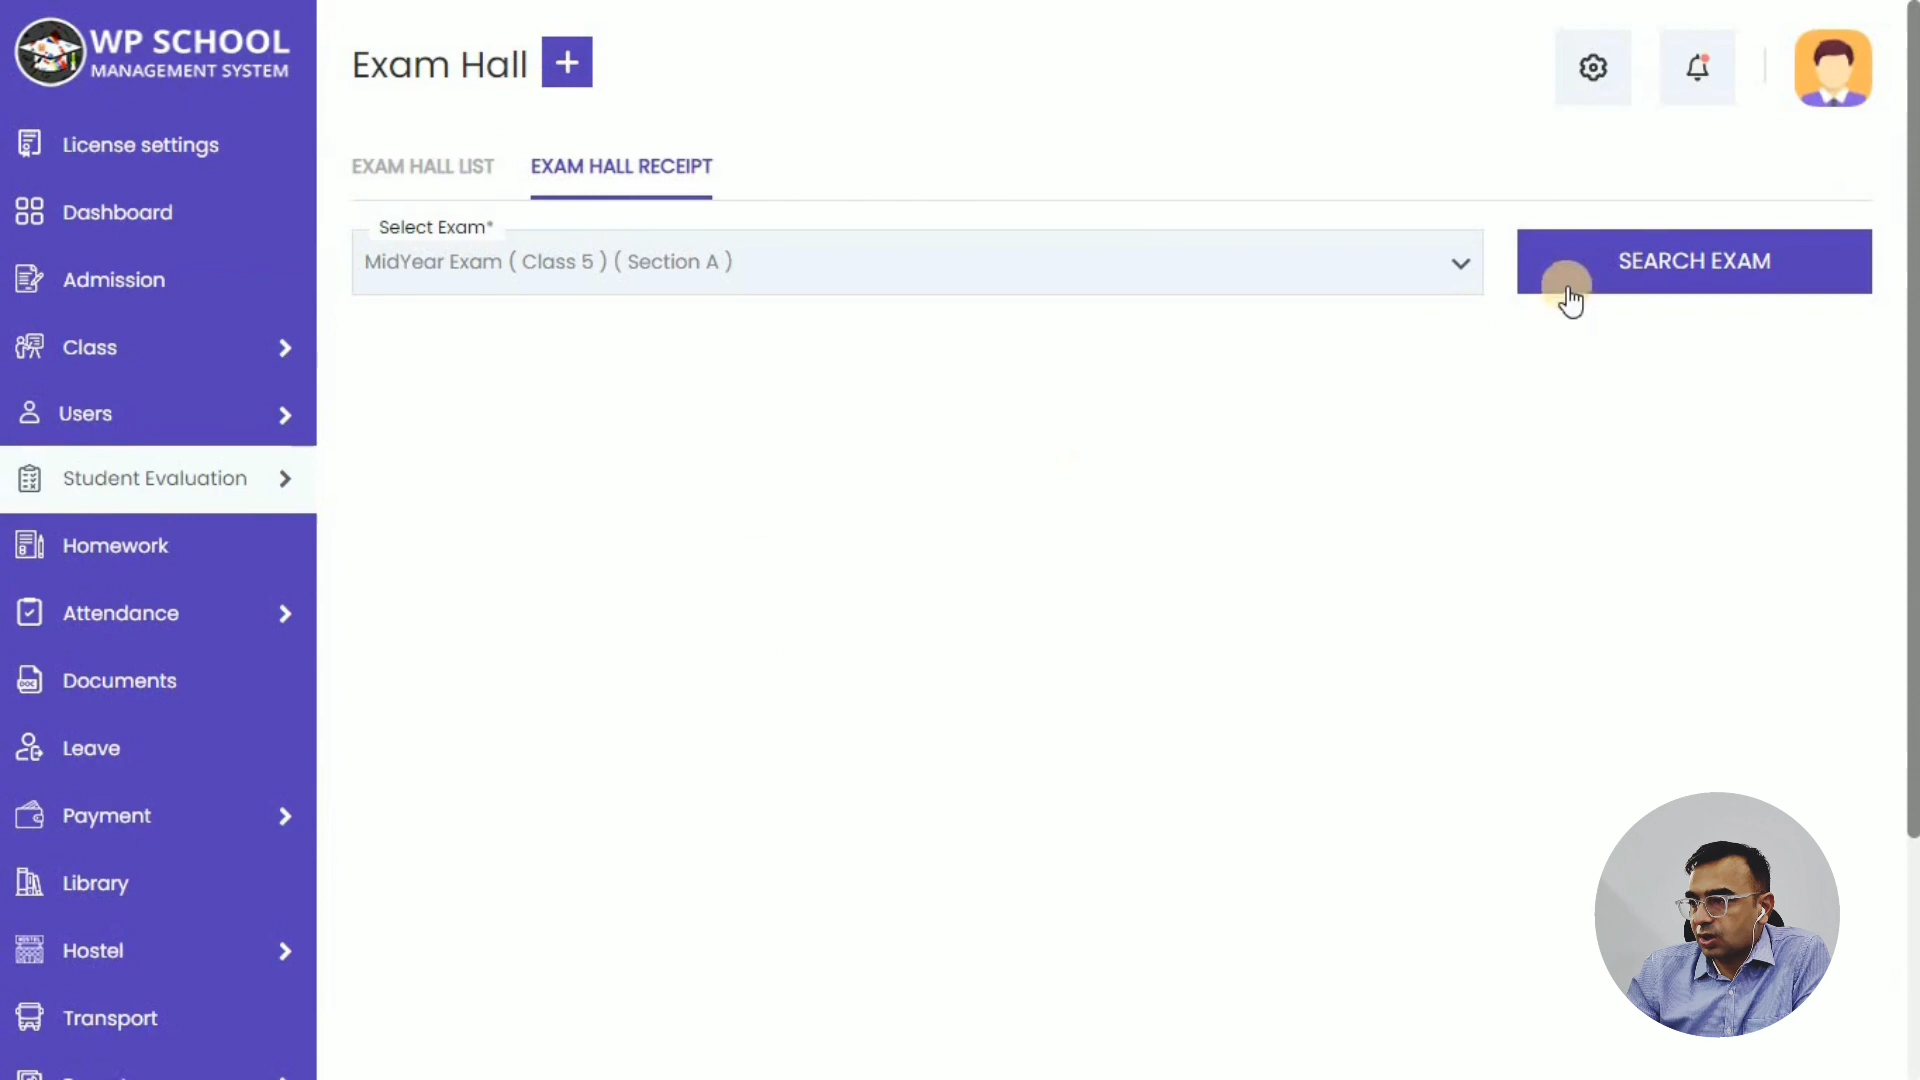 WP SCHOOL
MANAGEMENT SYSTEM
License settings
Dashboard
Admission
Class
Users
Student Evaluation
Homework
Attendance
Documents
Leave
Payment
Library
Hostel
Transport
Exam Hall +
EXAM HALL LIST EXAM HALL RECEIPT
Select Exam*
MidYear Exam ( Class 5 ) ( Section A )
SEARCH EXAM